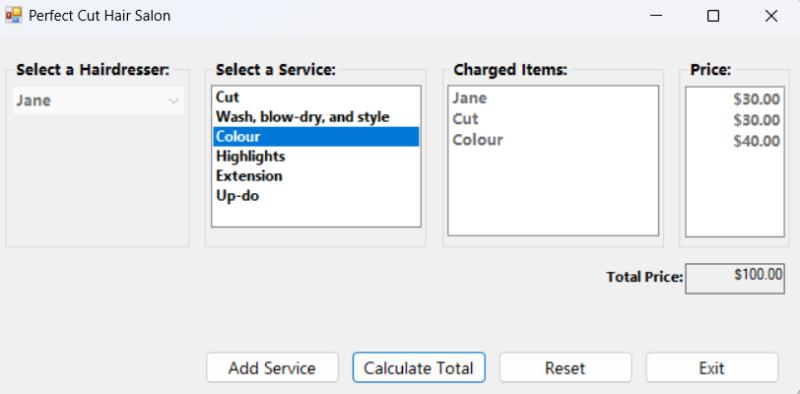 Perfect Cut Hair Salon
Select a Hairdresser:
Jane
Select a Service:
Cut
Wash, blow-dry, and style
Colour
Highlights
Extension
Up-do
Charged Items:
Jane
Cut
Colour
Price:
$30.00
$30.00
$40.00
Total Price: $100.00
Add Service
Calculate Total
Reset
Exit